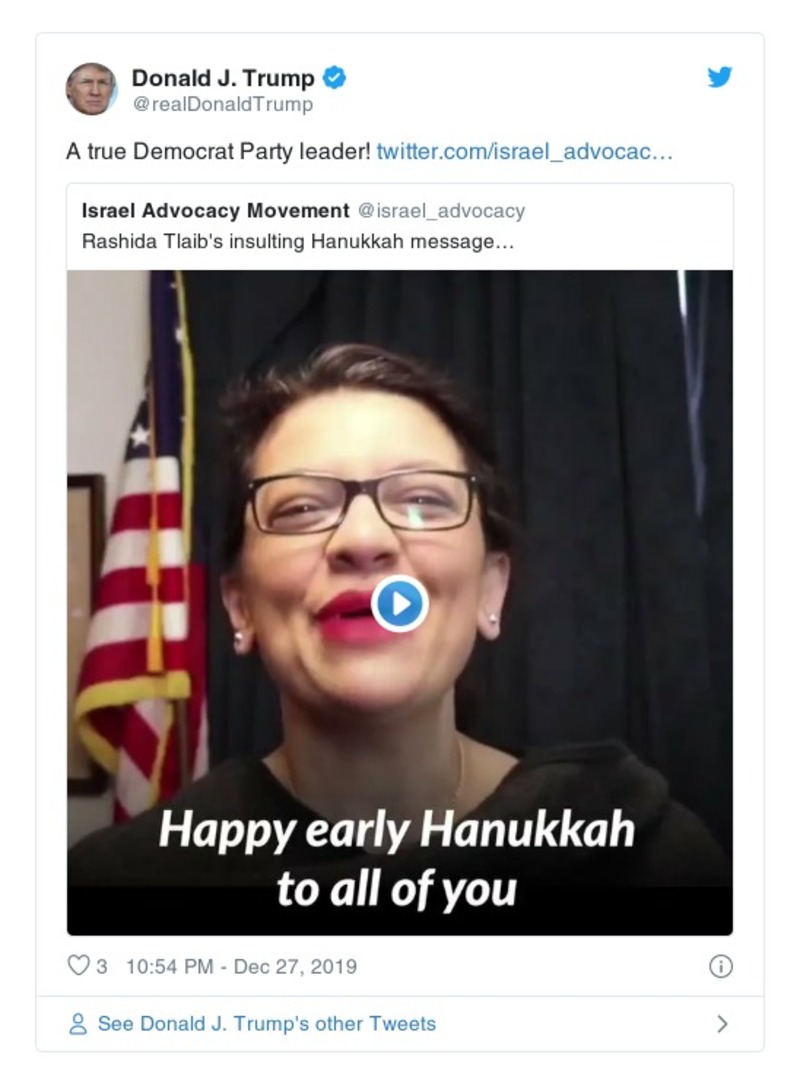 Donald J. Trump
@realDonaldTrump
A true Democrat Party leader! twitter.com/israel_advocac…
Israel Advocacy Movement @israel_advocacy
Rashida Tlaib's insulting Hanukkah message…
Happy early Hanukkah
to all of you
3 10:54 PM - Dec 27, 2019
See Donald J. Trump's other Tweets